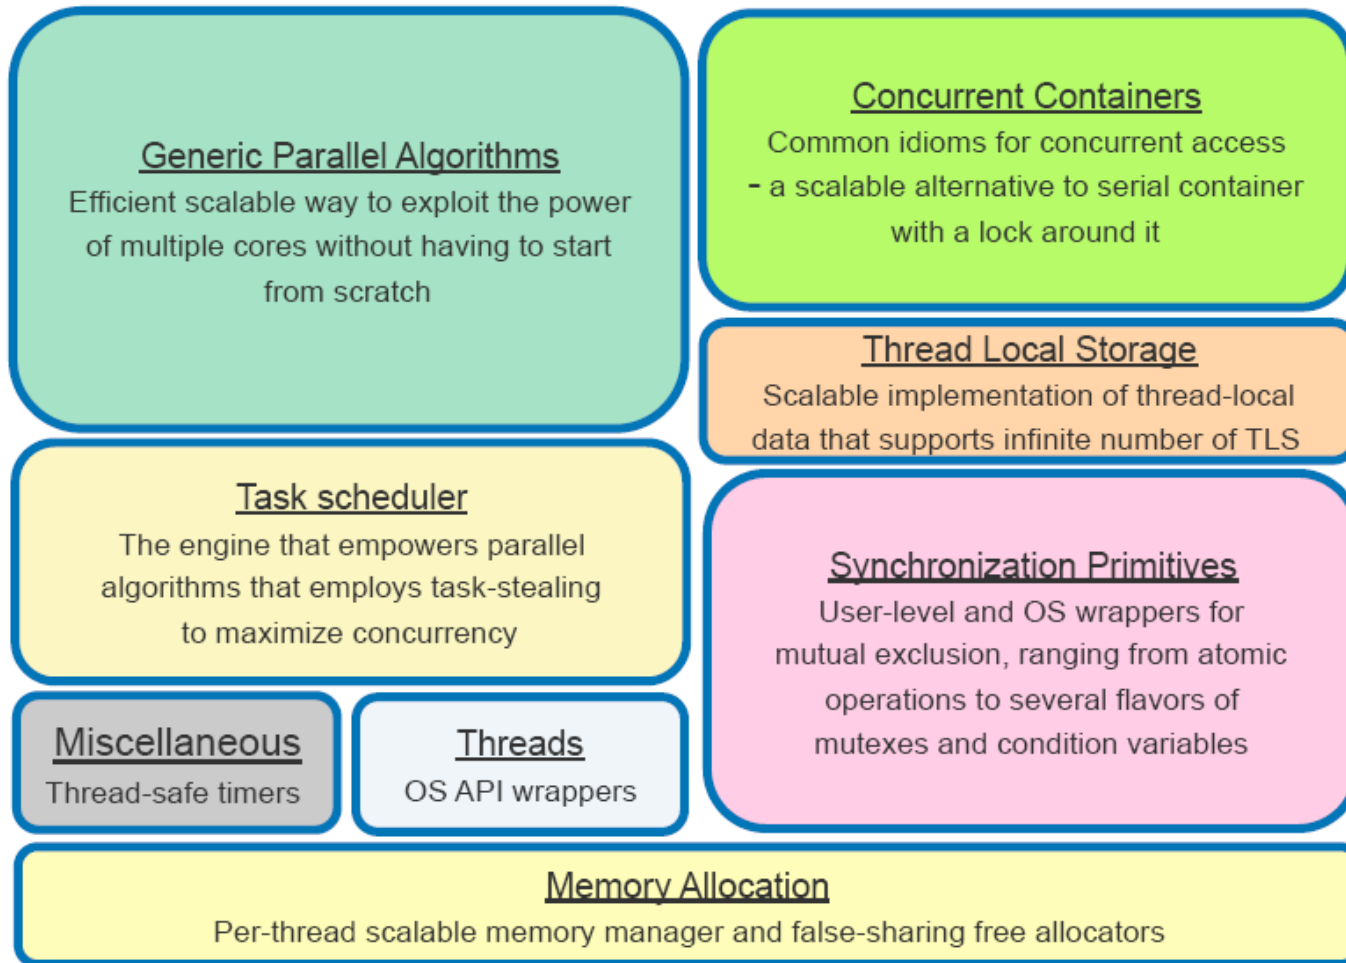 Generic Parallel Algorithms
Efficient scalable way to exploit the power
of multiple cores without having to start
from scratch
Concurrent Containers
Common idioms for concurrent access
- a scalable alternative to serial container
with a lock around it
Thread Local Storage
Scalable implementation of thread-local
data that supports infinite number of TLS
Task scheduler
The engine that empowers parallel
algorithms that employs task-stealing
to maximize concurrency
Synchronization Primitives
User-level and OS wrappers for
mutual exclusion, ranging from atomic
operations to several flavors of
mutexes and condition variables
Miscellaneous
Thread-safe timers
Threads
OS API wrappers
Memory Allocation
Per-thread scalable memory manager and false-sharing free allocators